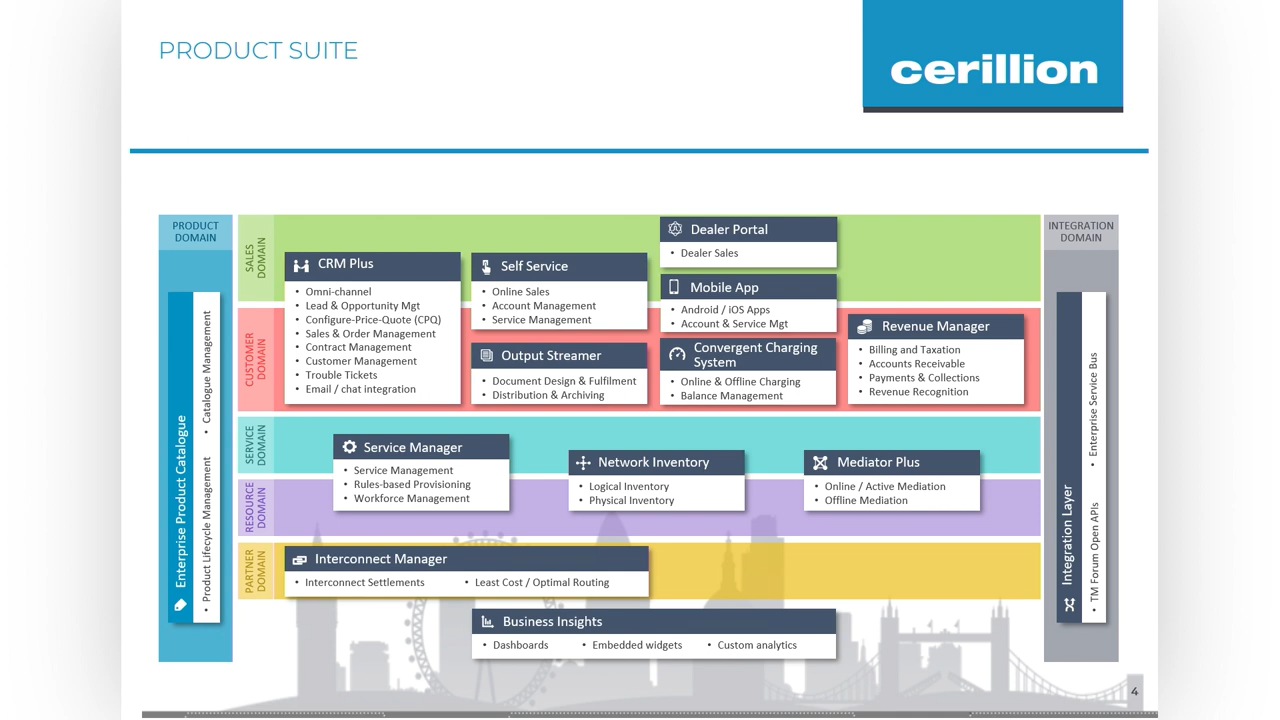 PRODUCT SUITE
cerillion
PRODUCT
DOMAIN
Enterprise Product Catalogue
• Product Lifecycle Management • Catalogue Management
SALES
DOMAIN
CUSTOMER
DOMAIN
SERVICE
DOMAIN
RESOURCE
DOMAIN
PARTNER
DOMAIN
CRM Plus
• Omni-channel
• Lead & Opportunity Mgt
• Configure-Price-Quote (CPQ)
• Sales & Order Management
• Contract Management
• Customer Management
• Trouble Tickets
• Email / chat integration
Self Service
• Online Sales
• Account Management
• Service Management
Output Streamer
• Document Design & Fulfilment
• Distribution & Archiving
Dealer Portal
• Dealer Sales
Mobile App
• Android / iOS Apps
• Account & Service Mgt
Convergent Charging
System
• Online & Offline Charging
• Balance Management
Revenue Manager
• Billing and Taxation
• Accounts Receivable
• Payments & Collections
• Revenue Recognition
Service Manager
• Service Management
• Rules-based Provisioning
• Workforce Management
Network Inventory
• Logical Inventory
• Physical Inventory
Mediator Plus
• Online / Active Mediation
• Offline Mediation
Interconnect Manager
• Interconnect Settlements • Least Cost / Optimal Routing
Business Insights
• Dashboards • Embedded widgets • Custom analytics
INTEGRATION
DOMAIN
Integration Layer
• TM Forum Open APIs • Enterprise Service Bus
4